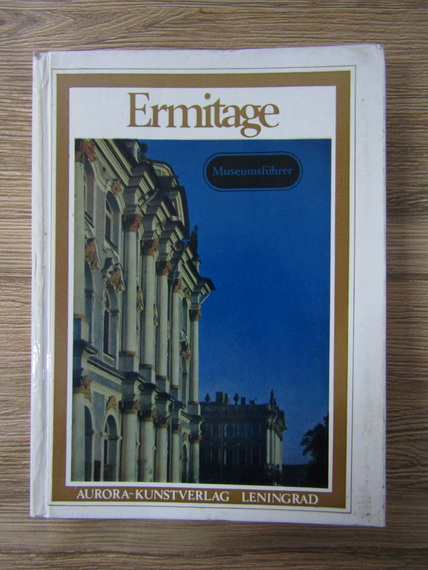 Ermitage
Museumsführer
AURORA-KUNSTVERLAG LENINGRAD